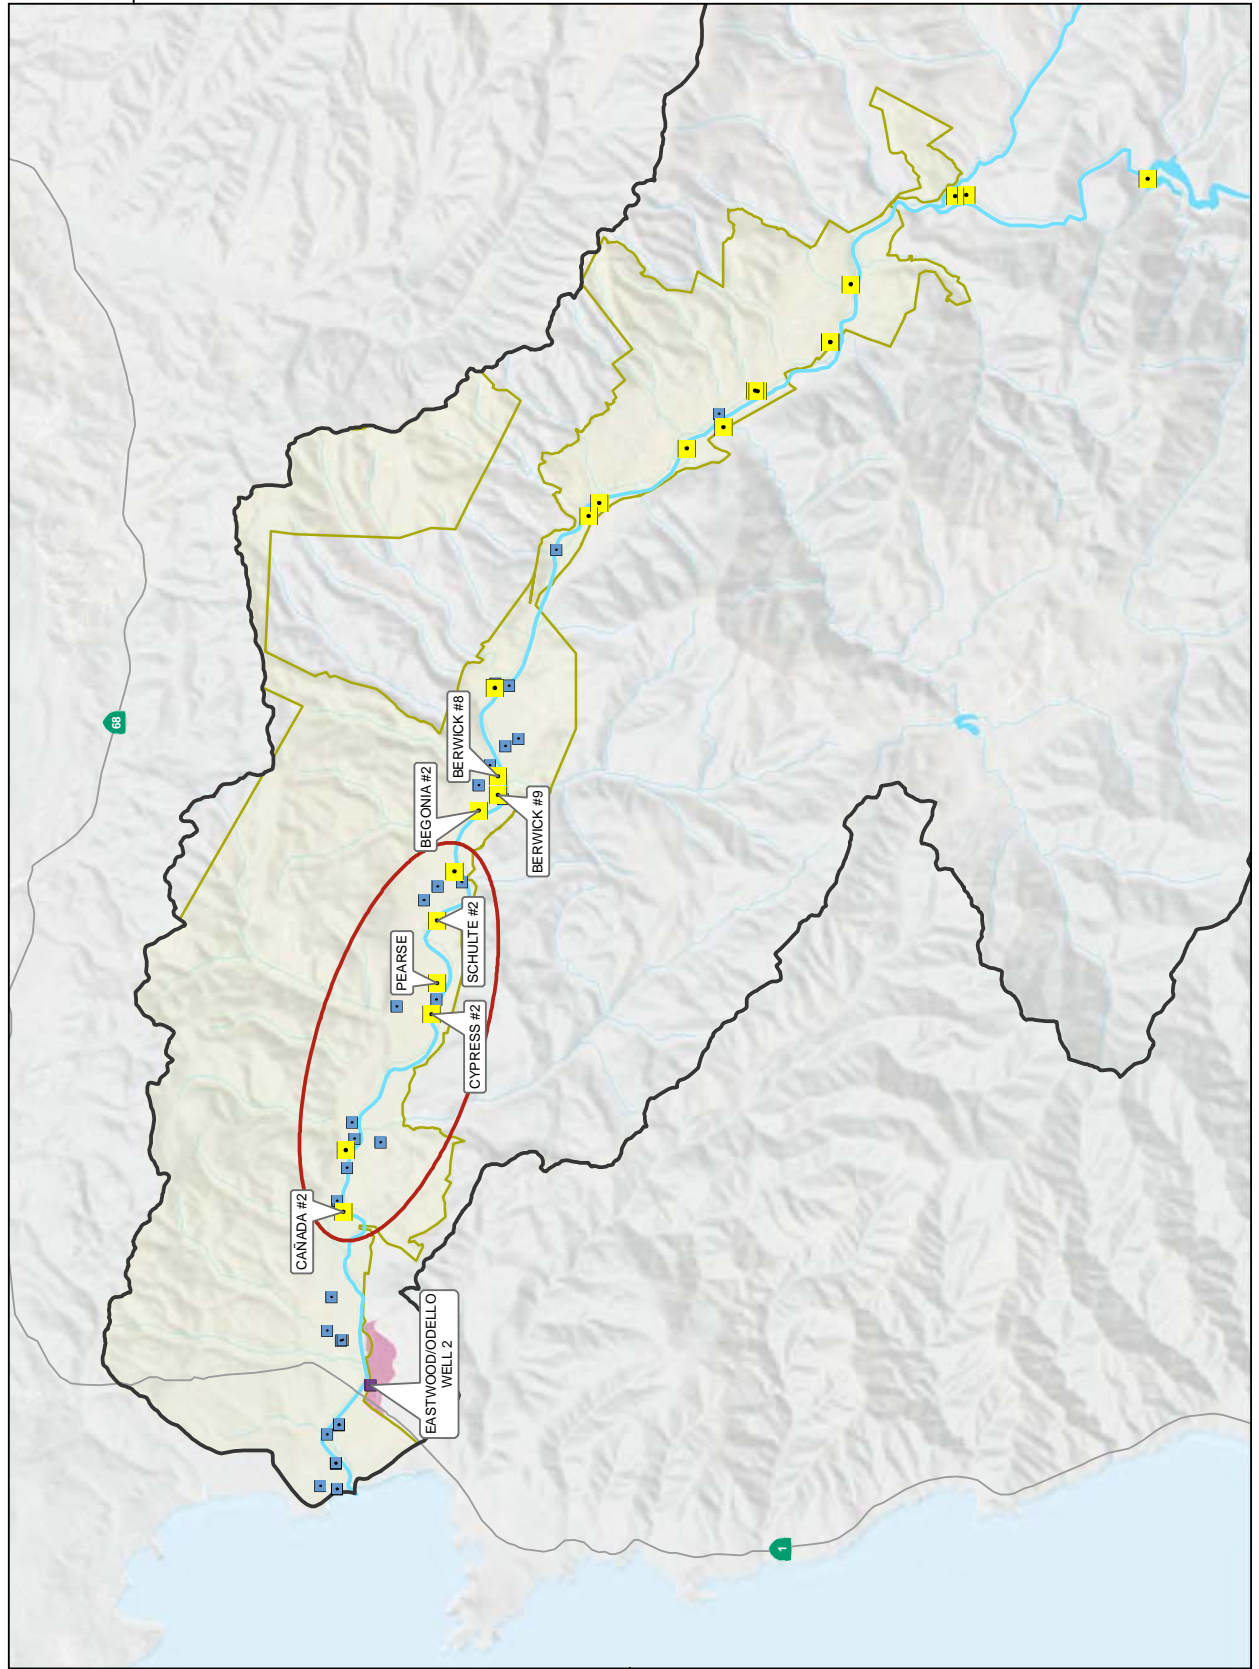 68
BERWICK #8
BEGONIA #2
BERWICK #9
SCHULTE #2
PEARSE
CYPRESS #2
CAÑADA #2
EASTWOOD/ODELLO
WELL 2
1